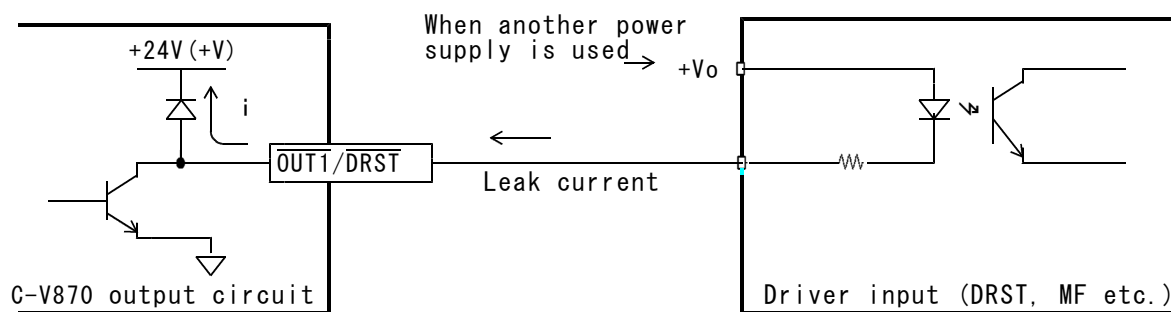 When another power
supply is used
+24V(+V)
+Vo
i
OUT1/DRST
Leak current
C-V870 output circuit
Driver input (DRST, MF etc.)